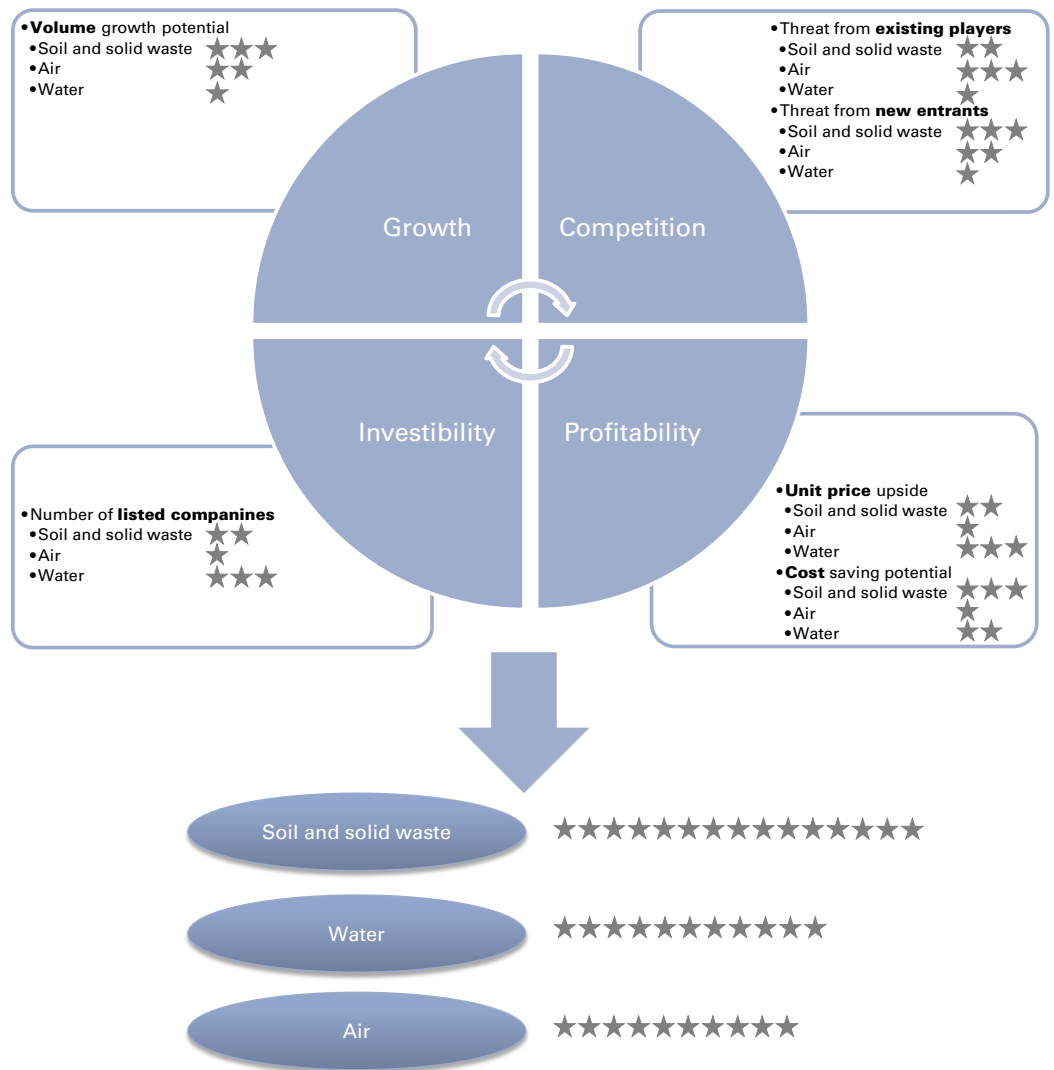 •Volume growth potential
•Soil and solid waste
•Air
•Water
•Threat from existing players
•Soil and solid waste
•Air
•Water
•Threat from new entrants
•Soil and solid waste
•Air
•Water
Growth
Competition
Investibility
Profitability
•Number of listed companines
•Soil and solid waste
•Air
•Water
•Unit price upside
•Soil and solid waste
•Air
•Water
•Cost saving potential
•Soil and solid waste
•Air
•Water
Soil and solid waste
Water
Air